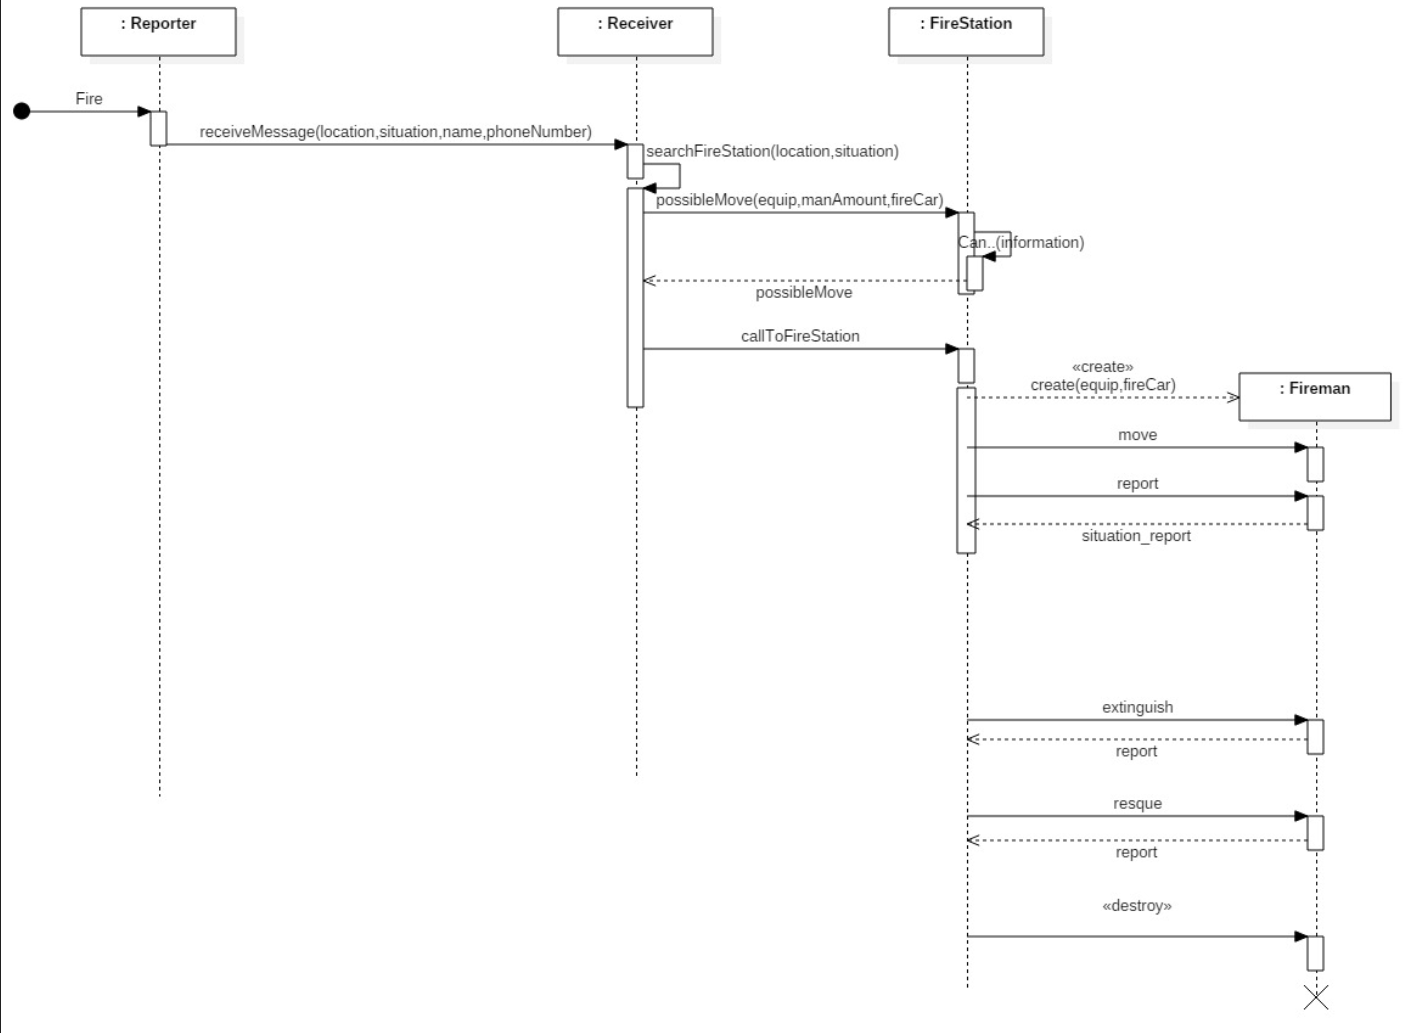 : Reporter
: Receiver
: FireStation
Fire
receiveMessage(location,situation,name,phoneNumber)
searchFireStation(location,situation)
possibleMove(equip,manAmount,fireCar)
Can..(information)
possibleMove
callToFireStation
«create»
create(equip,fireCar)
: Fireman
move
report
situation_report
extinguish
report
resque
report
«destroy»